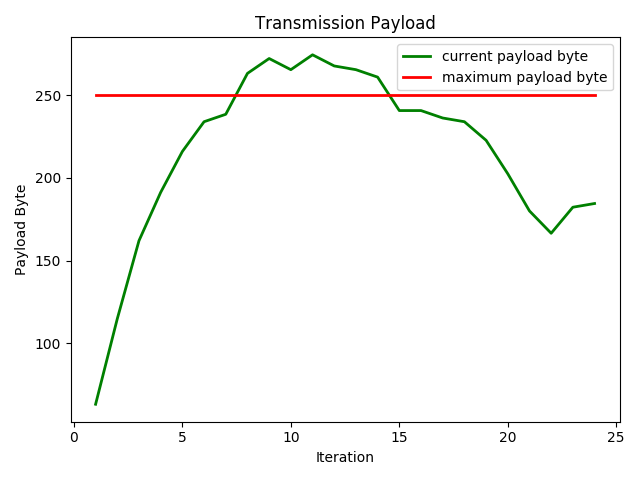 Transmission Payload
current payload byte
maximum payload byte
Payload Byte
250
200
150
100
0 5 10 15 20 25
Iteration